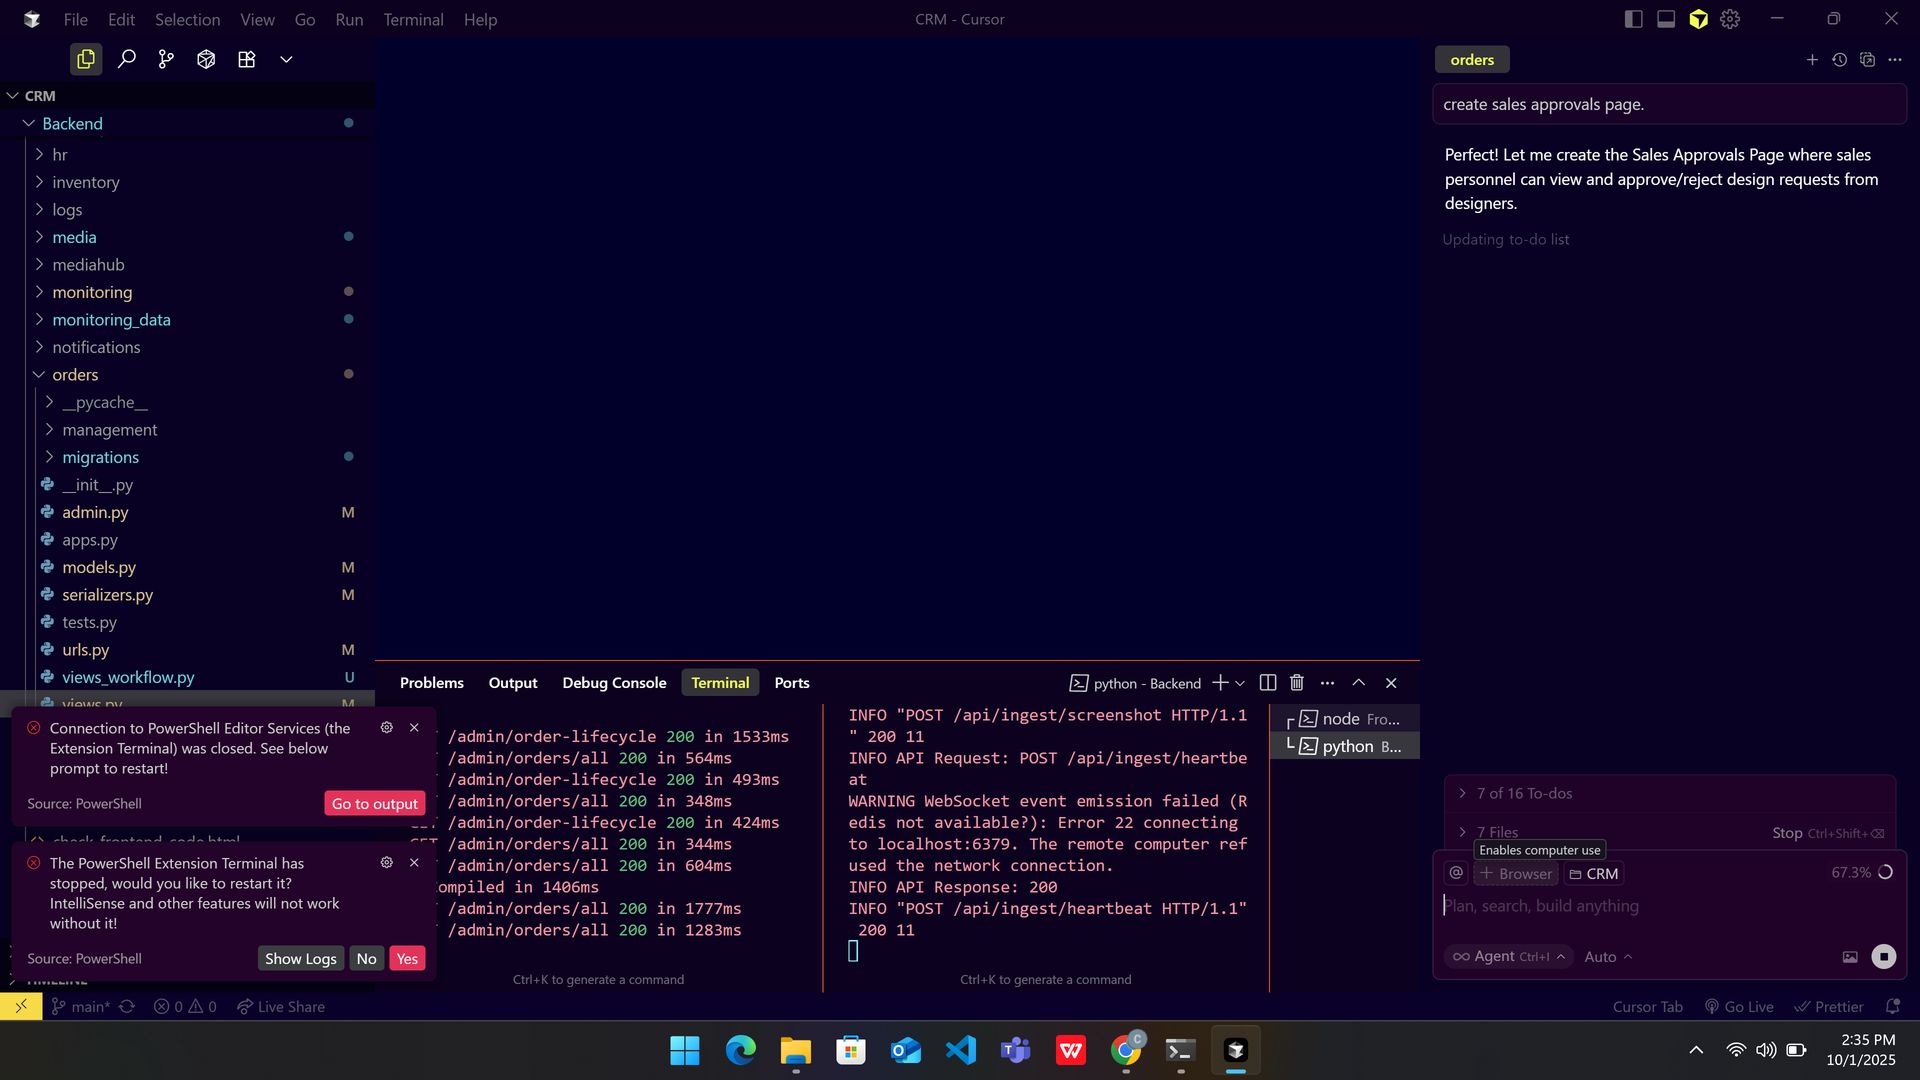 File Edit Selection View Go Run Terminal Help
CRM - Cursor
CRM
Backend
hr
inventory
logs
media
mediahub
monitoring
monitoring_data
notifications
orders
__pycache__
management
migrations
__init__.py
admin.py M
apps.py
models.py M
serializers.py M
tests.py
urls.py M
views_workflow.py U
views.py M
Connection to PowerShell Editor Services (the
Extension Terminal) was closed. See below
prompt to restart!
Source: PowerShell
Go to output
check_frontend_code.html
The PowerShell Extension Terminal has
stopped, would you like to restart it?
IntelliSense and other features will not work
without it!
Source: PowerShell
Show Logs No Yes
TIMELINE
Problems Output Debug Console Terminal Ports
python - Backend
/admin/order-lifecycle 200 in 1533ms
/admin/orders/all 200 in 564ms
/admin/order-lifecycle 200 in 493ms
/admin/orders/all 200 in 348ms
/admin/order-lifecycle 200 in 424ms
GET /admin/orders/all 200 in 344ms
/admin/orders/all 200 in 604ms
Compiled in 1406ms
/admin/orders/all 200 in 1777ms
/admin/orders/all 200 in 1283ms
Ctrl+K to generate a command
INFO "POST /api/ingest/screenshot HTTP/1.1
" 200 11
INFO API Request: POST /api/ingest/heartbe
at
WARNING WebSocket event emission failed (R
edis not available?): Error 22 connecting
to localhost:6379. The remote computer ref
used the network connection.
INFO API Response: 200
INFO "POST /api/ingest/heartbeat HTTP/1.1"
200 11
Ctrl+K to generate a command
node Fro...
python B...
orders
create sales approvals page.
Perfect! Let me create the Sales Approvals Page where sales
personnel can view and approve/reject design requests from
designers.
Updating to-do list
7 of 16 To-dos
7 Files
Stop Ctrl+Shift+⌫
Enables computer use
@ Browser CRM 67.3%
Plan, search, build anything
Agent Ctrl+I Auto
main* 0 0 Live Share
Cursor Tab Go Live Prettier
C
2:35 PM
10/1/2025